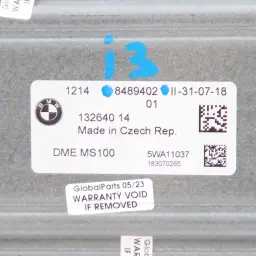 i3
1214 8489402 II-31-07-18
01
132640 14
Made in Czech Rep.
DME MS100 5WA11037
183070265
GlobalParts 05/23
WARRANTY VOID
IF REMOVED